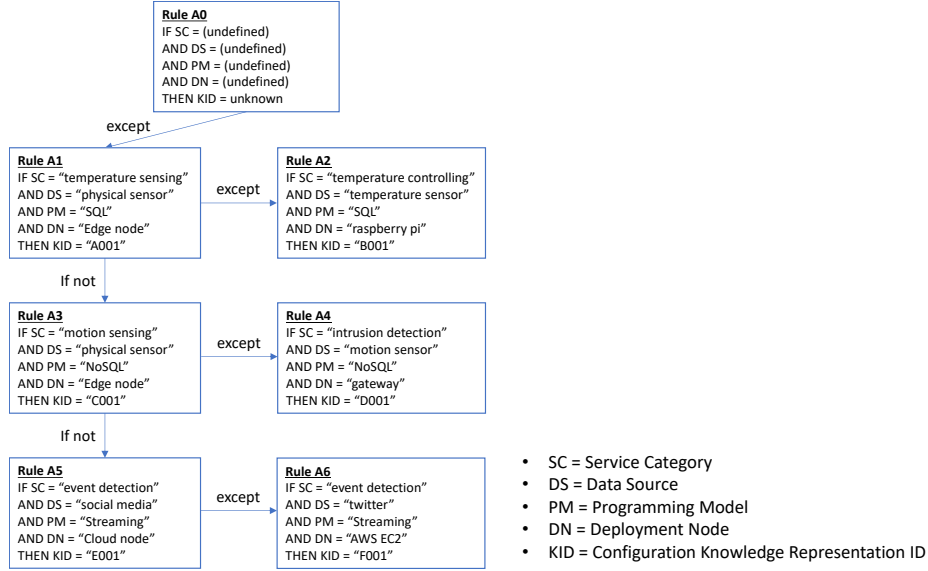 Rule A0
IF SC = (undefined)
AND DS = (undefined)
AND PM = (undefined)
AND DN = (undefined)
THEN KID = unknown
except
Rule A1
IF SC = “temperature sensing”
AND DS = “physical sensor”
AND PM = “SQL”
AND DN = “Edge node”
THEN KID = “A001”
except
Rule A2
IF SC = “temperature controlling”
AND DS = “temperature sensor”
AND PM = “SQL”
AND DN = “raspberry pi”
THEN KID = “B001”
If not
Rule A3
IF SC = “motion sensing”
AND DS = “physical sensor”
AND PM = “NoSQL”
AND DN = “Edge node”
THEN KID = “C001”
except
Rule A4
IF SC = “intrusion detection”
AND DS = “motion sensor”
AND PM = “NoSQL”
AND DN = “gateway”
THEN KID = “D001”
If not
Rule A5
IF SC = “event detection”
AND DS = “social media”
AND PM = “Streaming”
AND DN = “Cloud node”
THEN KID = “E001”
except
Rule A6
IF SC = “event detection”
AND DS = “twitter”
AND PM = “Streaming”
AND DN = “AWS EC2”
THEN KID = “F001”
• SC = Service Category
• DS = Data Source
• PM = Programming Model
• DN = Deployment Node
• KID = Configuration Knowledge Representation ID